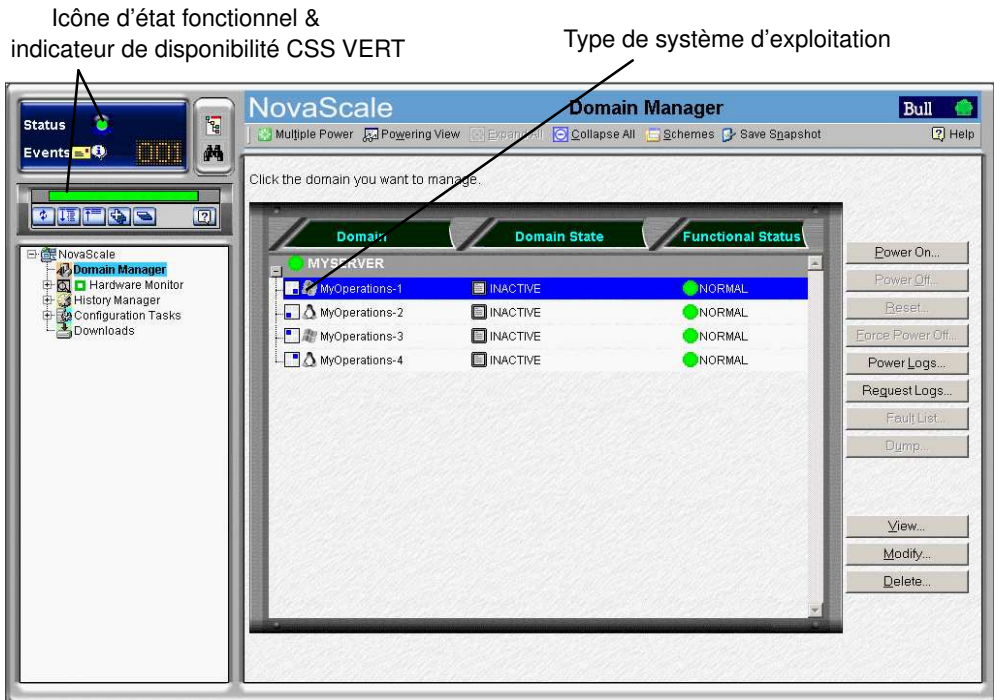 Icône d'état fonctionnel &
indicateur de disponibilité CSS VERT
Type de système d'exploitation
Status
Events
001
NovaScale
Domain Manager
Bull
Multiple Power
Powering View
Expand All
Collapse All
Schemes
Save Snapshot
Help
NovaScale
Domain Manager
Hardware Monitor
History Manager
Configuration Tasks
Downloads
Click the domain you want to manage.
Domain
Domain State
Functional Status
MYSERVER
MyOperations-1
INACTIVE
NORMAL
MyOperations-2
INACTIVE
NORMAL
MyOperations-3
INACTIVE
NORMAL
MyOperations-4
INACTIVE
NORMAL
Power On...
Power Off...
Reset...
Force Power Off...
Power Logs...
Request Logs...
Fault List...
Dump...
View...
Modify...
Delete...